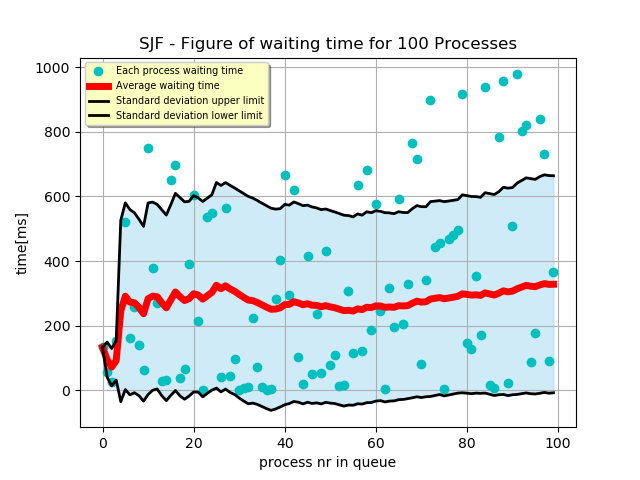 SJF - Figure of waiting time for 100 Processes
Each process waiting time
Average waiting time
Standard deviation upper limit
Standard deviation lower limit
time[ms]
1000
800
600
400
200
0
0 20 40 60 80 100
process nr in queue